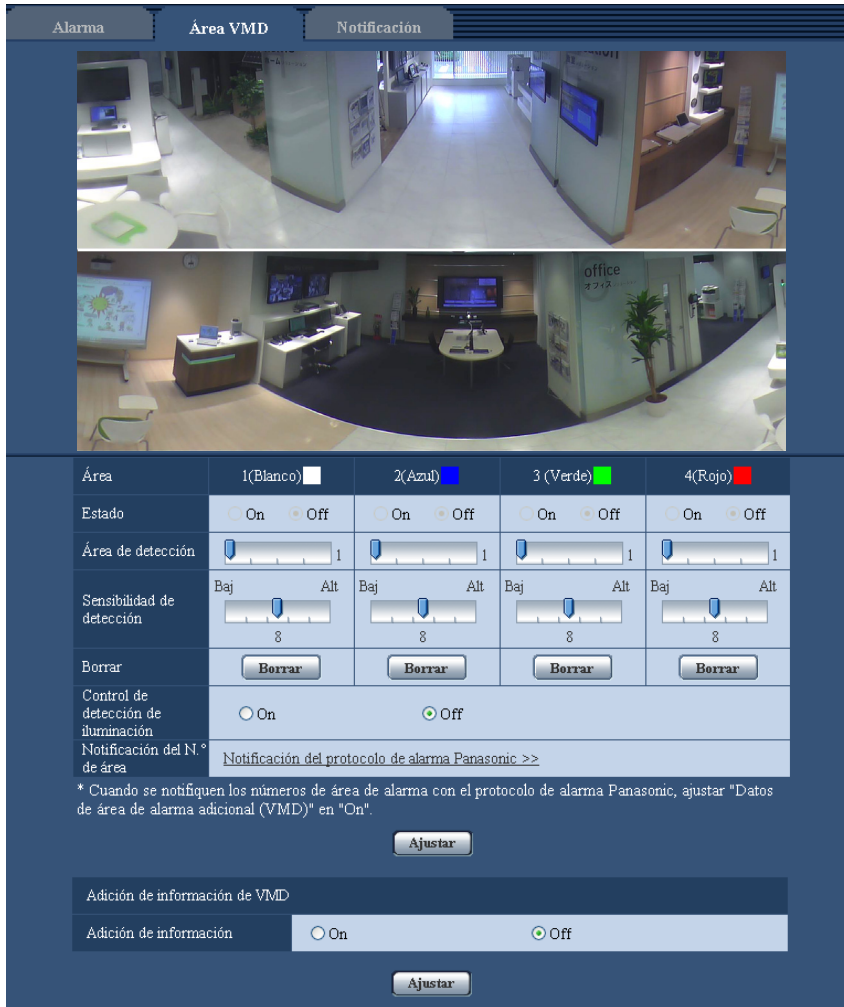 Alarma Área VMD Notificación
office
オフィス
Área 1(Blanco) 2(Azul) 3 (Verde) 4(Rojo)
Estado On Off On Off On Off On Off
Área de detección 1 1 1 1
Sensibilidad de detección Baj Alt Baj Alt Baj Alt Baj Alt
8 8 8 8
Borrar Borrar Borrar Borrar Borrar
Control de
detección de
iluminación
On Off
Notificación del N.°
de área
Notificación del protocolo de alarma Panasonic >>
* Cuando se notifiquen los números de área de alarma con el protocolo de alarma Panasonic, ajustar "Datos
de área de alarma adicional (VMD)" en "On".
Ajustar
Adición de información de VMD
Adición de información On Off
Ajustar